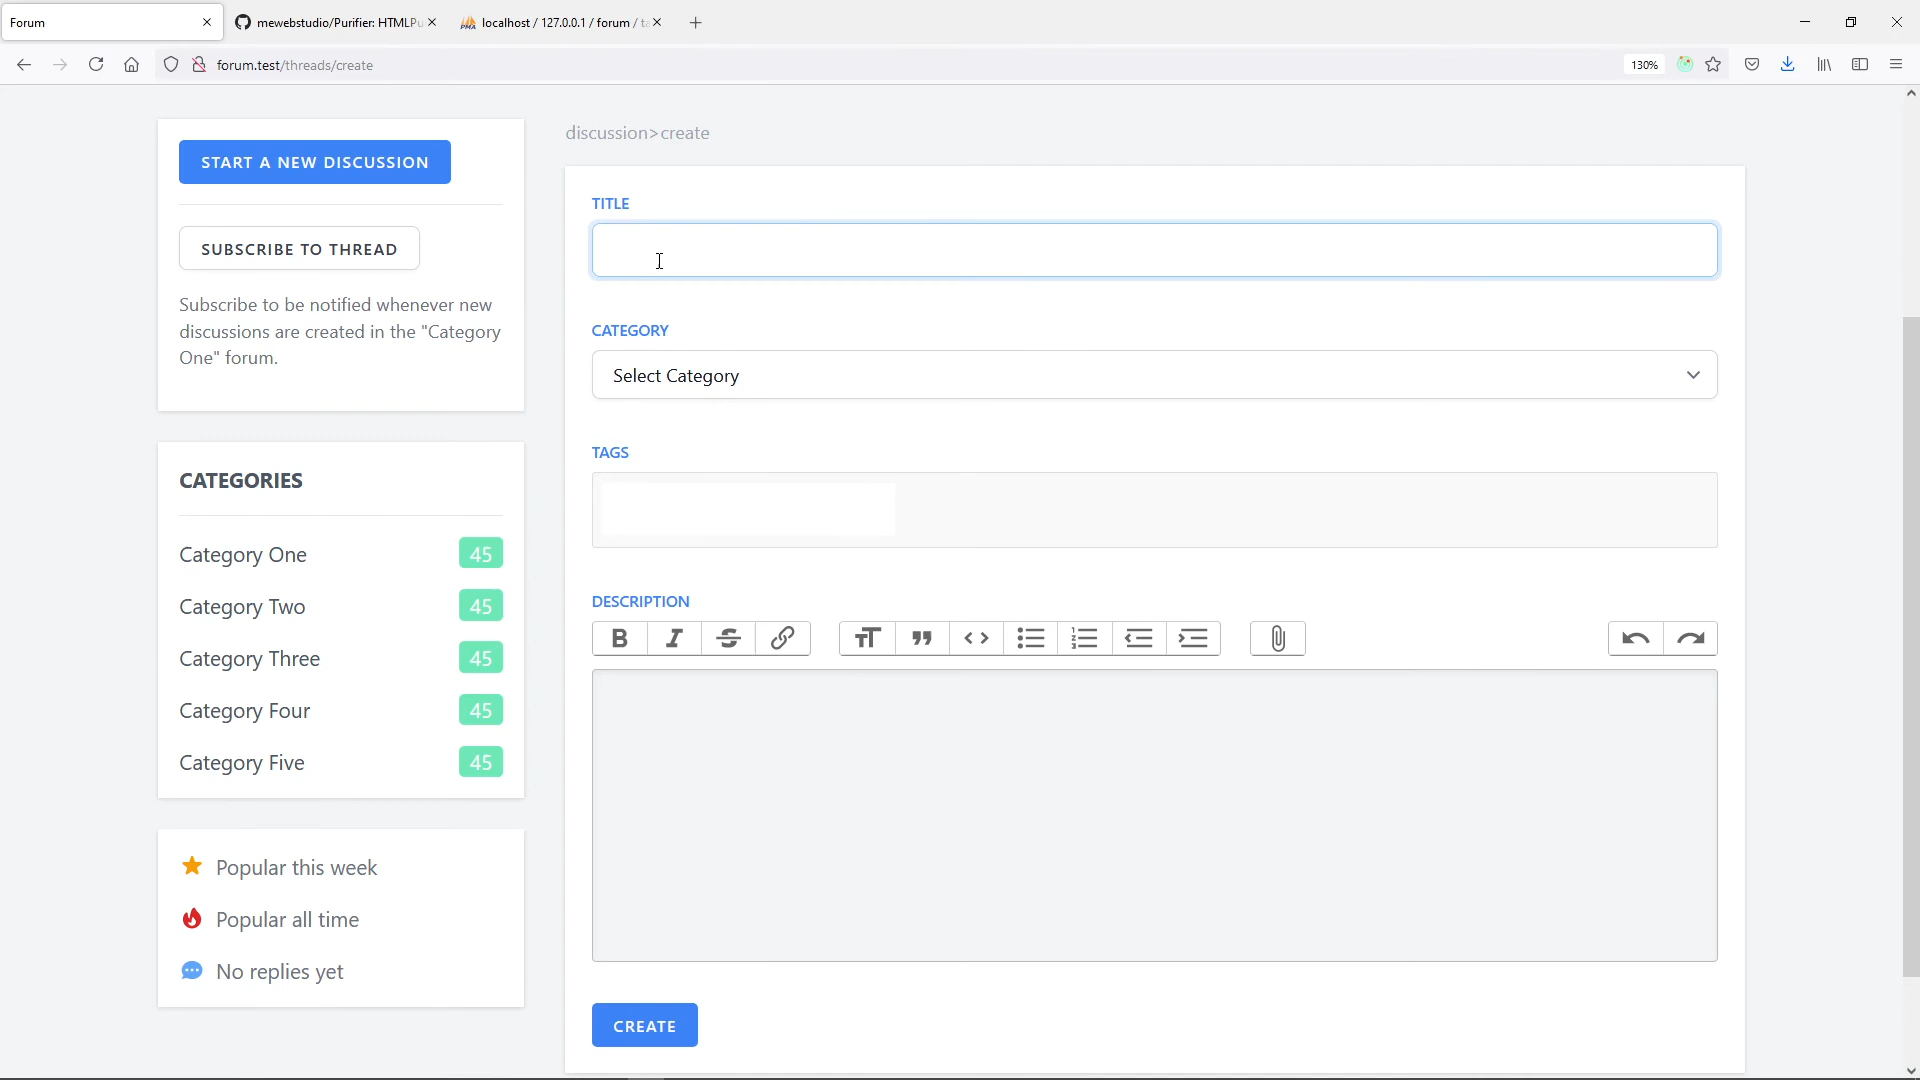 Forum
mewebstudio/Purifier: HTMLPu
localhost / 127.0.0.1 / forum / ta
forum.test/threads/create
130%
START A NEW DISCUSSION
SUBSCRIBE TO THREAD
Subscribe to be notified whenever new
discussions are created in the "Category
One" forum.
CATEGORIES
Category One 45
Category Two 45
Category Three 45
Category Four 45
Category Five 45
Popular this week
Popular all time
No replies yet
discussion>create
TITLE
CATEGORY
Select Category
TAGS
DESCRIPTION
CREATE